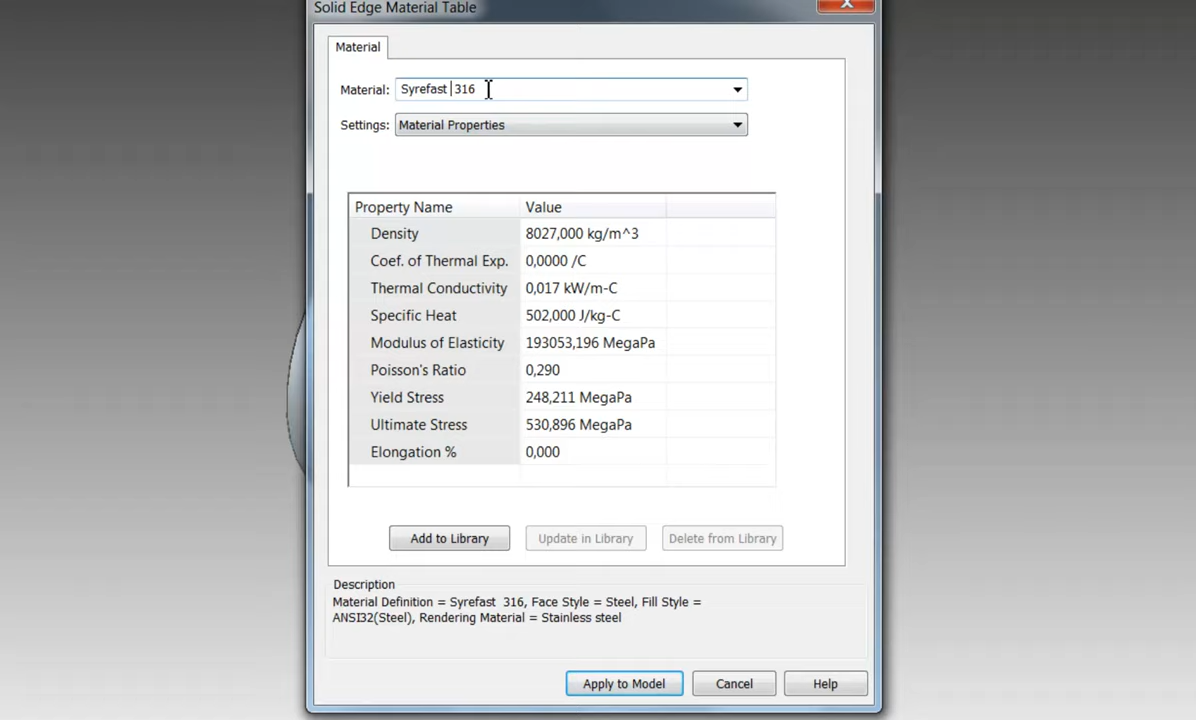 Solid Edge Material Table
Material
Material: Syrefast 316
Settings: Material Properties
Property Name Value
Density 8027,000 kg/m^3
Coef. of Thermal Exp. 0,0000 /C
Thermal Conductivity 0,017 kW/m-C
Specific Heat 502,000 J/kg-C
Modulus of Elasticity 193053,196 MegaPa
Poisson's Ratio 0,290
Yield Stress 248,211 MegaPa
Ultimate Stress 530,896 MegaPa
Elongation % 0,000
Add to Library Update in Library Delete from Library
Description
Material Definition = Syrefast  316, Face Style = Steel, Fill Style =
ANSI32(Steel), Rendering Material = Stainless steel
Apply to Model Cancel Help